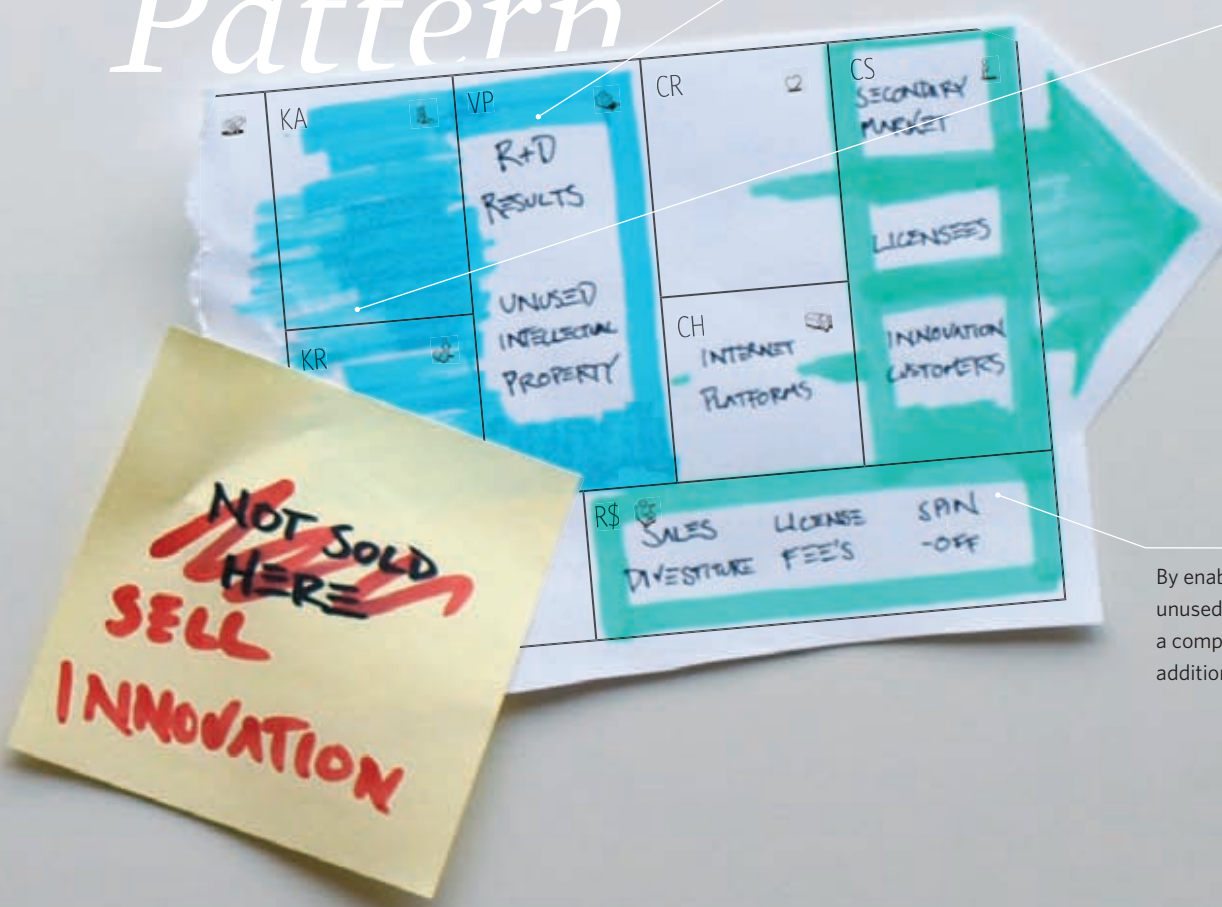 Pattern
KA
VP
R+D
RESULTS
UNUSED
INTELLECTUAL
PROPERTY
CR
CS
SECONDARY
MARKET
LICENSEES
INNOVATION
CUSTOMERS
KR
CH
INTERNET
PLATFORMS
R$
SALES LICENSE SPIN
DIVESTITURE FEE'S -OFF
NOT SOLD
HERE
SELL
INNOVATION
By enab
unused
a comp
addition